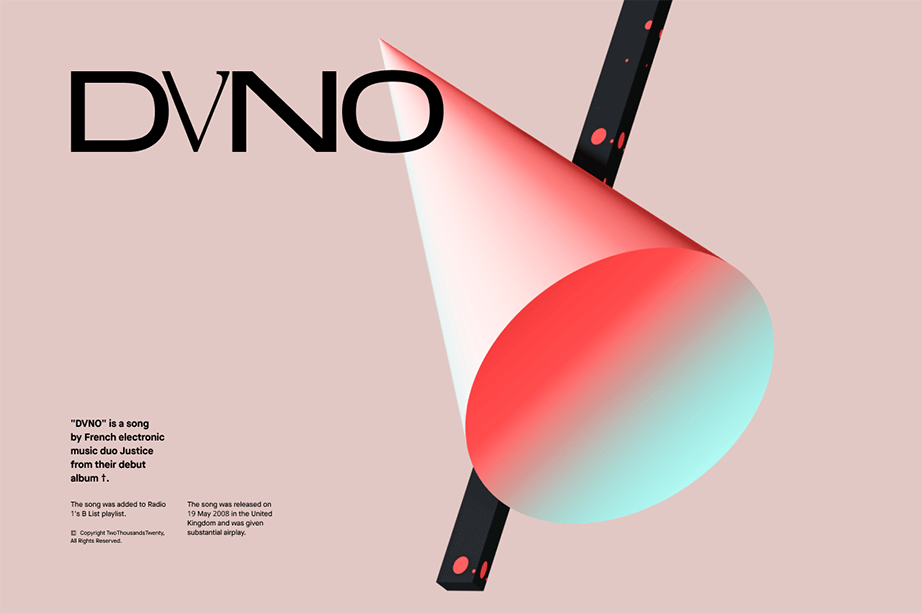 DVNO
"DVNO" is a song
by French electronic
music duo Justice
from their debut
album †.
The song was added to Radio
1's B List playlist.
© Copyright TwoThousandsTwenty,
All Rights Reserved.
The song was released on
19 May 2008 in the United
Kingdom and was given
substantial airplay.